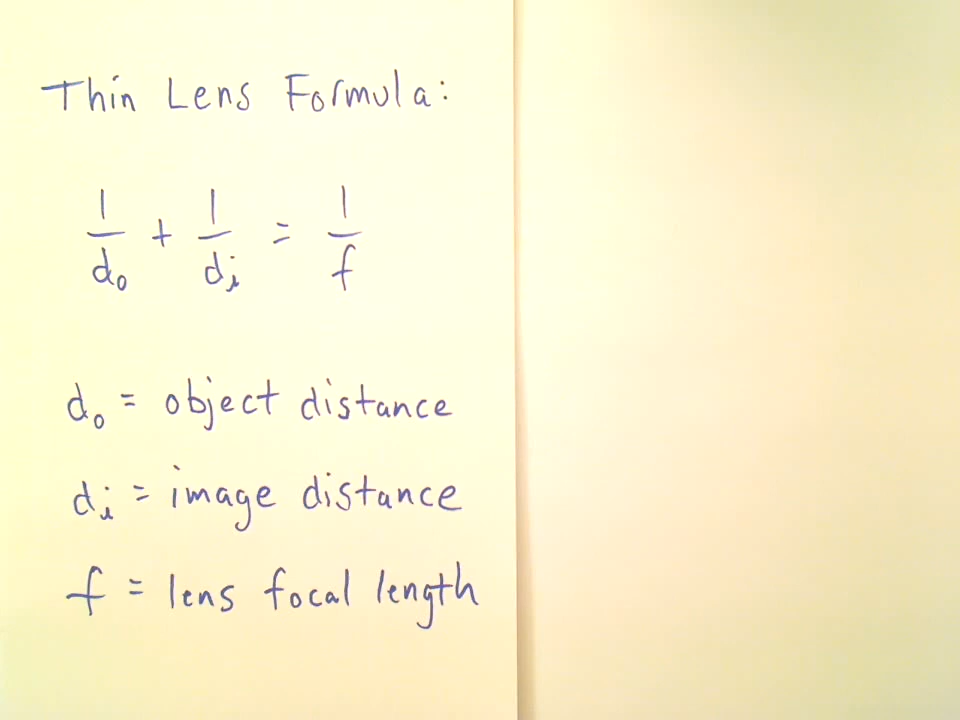 Thin Lens Formula:
1/d₀ + 1/dᵢ = 1/f
d₀ = object distance
dᵢ = image distance
f = lens focal length